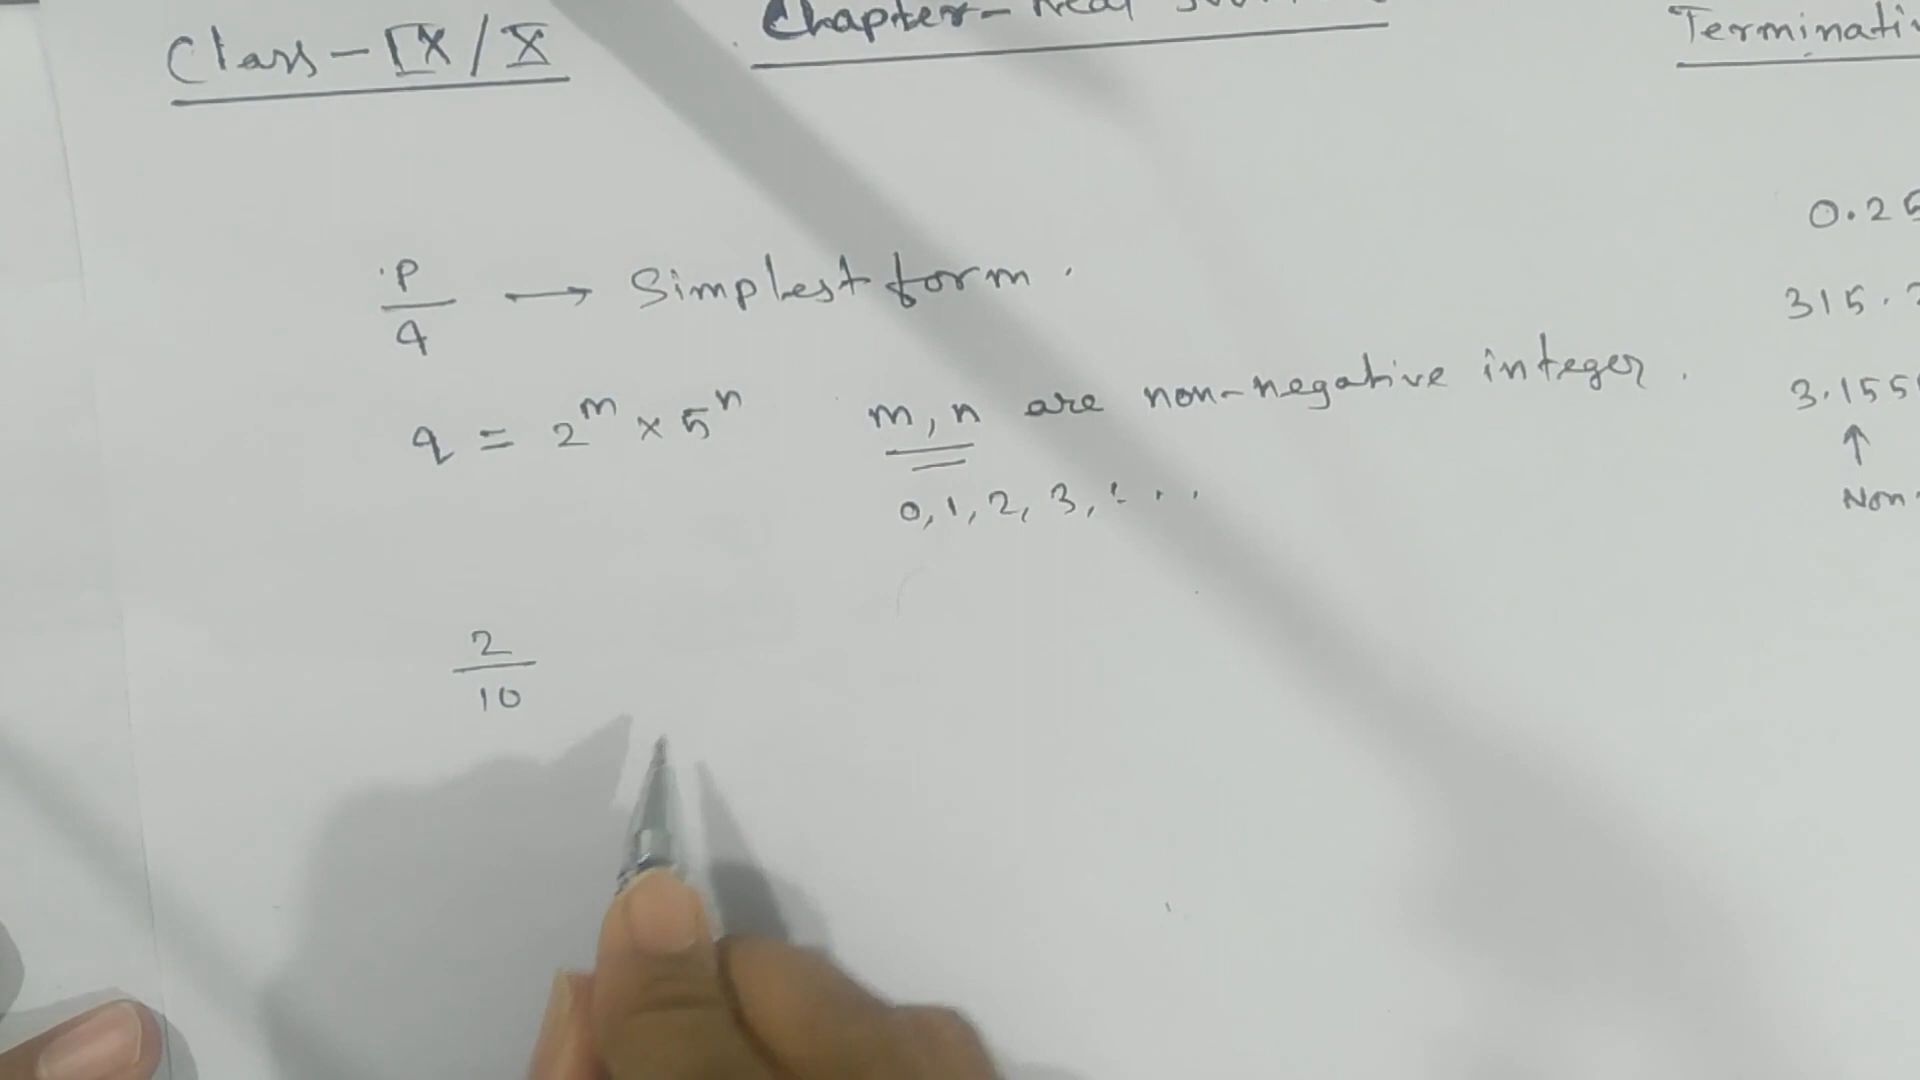 Class - IX / X
Chapter - Real
Terminati
p/q → Simplest form.
q = 2^m × 5^n   m, n are non-negative integer.
0, 1, 2, 3, . . .
2/10
0.25
315.
3.155
↑
Non-